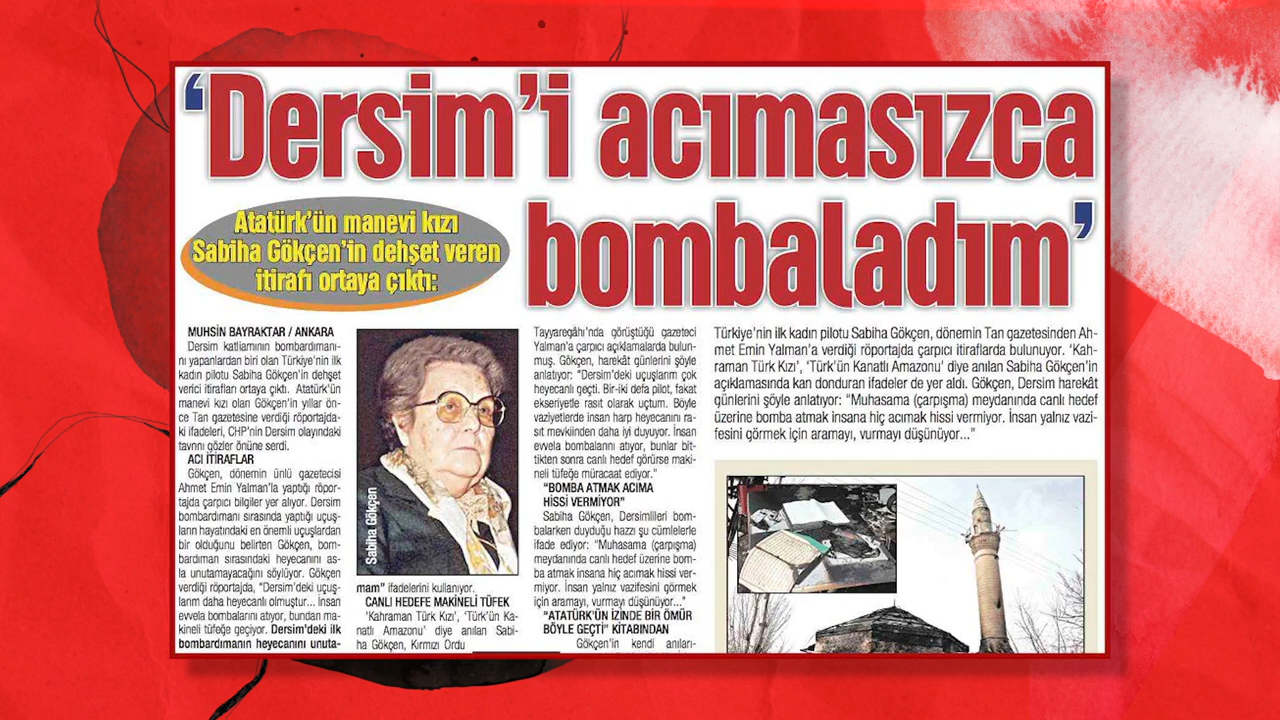 ‘Dersim’i acımasızca
bombaladım’
Atatürk’ün manevi kızı
Sabiha Gökçen’in dehşet veren
itirafı ortaya çıktı:
MUHSİN BAYRAKTAR / ANKARA
Dersim katliamının bombardımanı-
nı yapanlardan biri olan Türkiye’nin ilk
kadın pilotu Sabiha Gökçen’in dehşet
verici itirafları ortaya çıktı. Atatürk’ün
manevi kızı olan Gökçen’in yıllar ön-
ce Tan gazetesine verdiği röportajda-
ki ifadeleri, CHP’nin Dersim olayındaki
tavrını gözler önüne serdi.
ACI İTİRAFLAR
Gökçen, dönemin ünlü gazetecisi
Ahmet Emin Yalman’la yaptığı röpor-
tajda çarpıcı bilgiler yer alıyor. Dersim
bombardımanı sırasında yaptığı uçuş-
ların hayatındaki en önemli uçuşlardan
bir olduğunu belirten Gökçen, bom-
bardıman sırasındaki heyecanını as-
la unutamayacağını söylüyor. Gökçen
verdiği röportajda, “Dersim’deki uçuş-
larım daha heyecanlı olmuştur... İnsan
evvela bombalarını atıyor, bundan ma-
kineli tüfeğe geçiyor. Dersim’deki ilk
bombardımanın heyecanını unuta-
Sabiha Gökçen
mam” ifadelerini kullanıyor.
CANLI HEDEFE MAKİNELİ TÜFEK
‘Kahraman Türk Kızı’, ‘Türk’ün Ka-
natlı Amazonu’ diye anılan Sabi-
ha Gökçen, Kırmızı Ordu
Tayyaregâhı’nda görüştüğü gazeteci
Yalman’a çarpıcı açıklamalarda bulun-
muş. Gökçen, harekât günlerini şöyle
anlatıyor: “Dersim’deki uçuşlarım çok
heyecanlı geçti. Bir-iki defa pilot, fakat
ekseriyetle rasıt olarak uçtum. Böyle
vaziyetlerde insan harp heyecanını ra-
sıt mevkiinden daha iyi duyuyor. İnsan
evvela bombalarını atıyor, bunlar bit-
tikten sonra canlı hedef görürse maki-
neli tüfeğe müracaat ediyor.”
“BOMBA ATMAK ACIMA
HİSSİ VERMİYOR”
Sabiha Gökçen, Dersimlileri bom-
balarken duyduğu hazzı şu cümlelerle
ifade ediyor: “Muhasama (çarpışma)
meydanında canlı hedef üzerine bom-
ba atmak insana hiç acımak hissi ver-
miyor. İnsan yalnız vazifesini görmek
için aramayı, vurmayı düşünüyor...”
“ATATÜRK’ÜN İZİNDE BİR ÖMÜR
BÖYLE GEÇTİ” KİTABINDAN
Gökçen’in kendi anıları-
Türkiye’nin ilk kadın pilotu Sabiha Gökçen, dönemin Tan gazetesinden Ah-
met Emin Yalman’a verdiği röportajda çarpıcı itiraflarda bulunuyor. ‘Kah-
raman Türk Kızı’, ‘Türk’ün Kanatlı Amazonu’ diye anılan Sabiha Gökçen’in
açıklamasında kan donduran ifadeler de yer aldı. Gökçen, Dersim harekât
günlerini şöyle anlatıyor: “Muhasama (çarpışma) meydanında canlı hedef
üzerine bomba atmak insana hiç acımak hissi vermiyor. İnsan yalnız vazi-
fesini görmek için aramayı, vurmayı düşünüyor...”